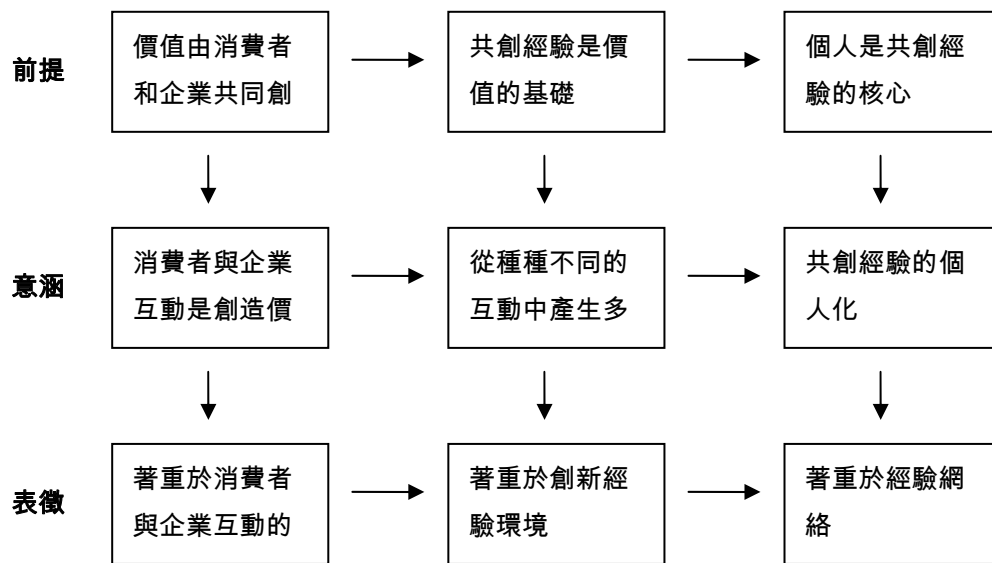 前提
價值由消費者
和企業共同創
共創經驗是價
值的基礎
個人是共創經
驗的核心
意涵
消費者與企業
互動是創造價
從種種不同的
互動中產生多
共創經驗的個
人化
表徵
著重於消費者
與企業互動的
著重於創新經
驗環境
著重於經驗網
絡